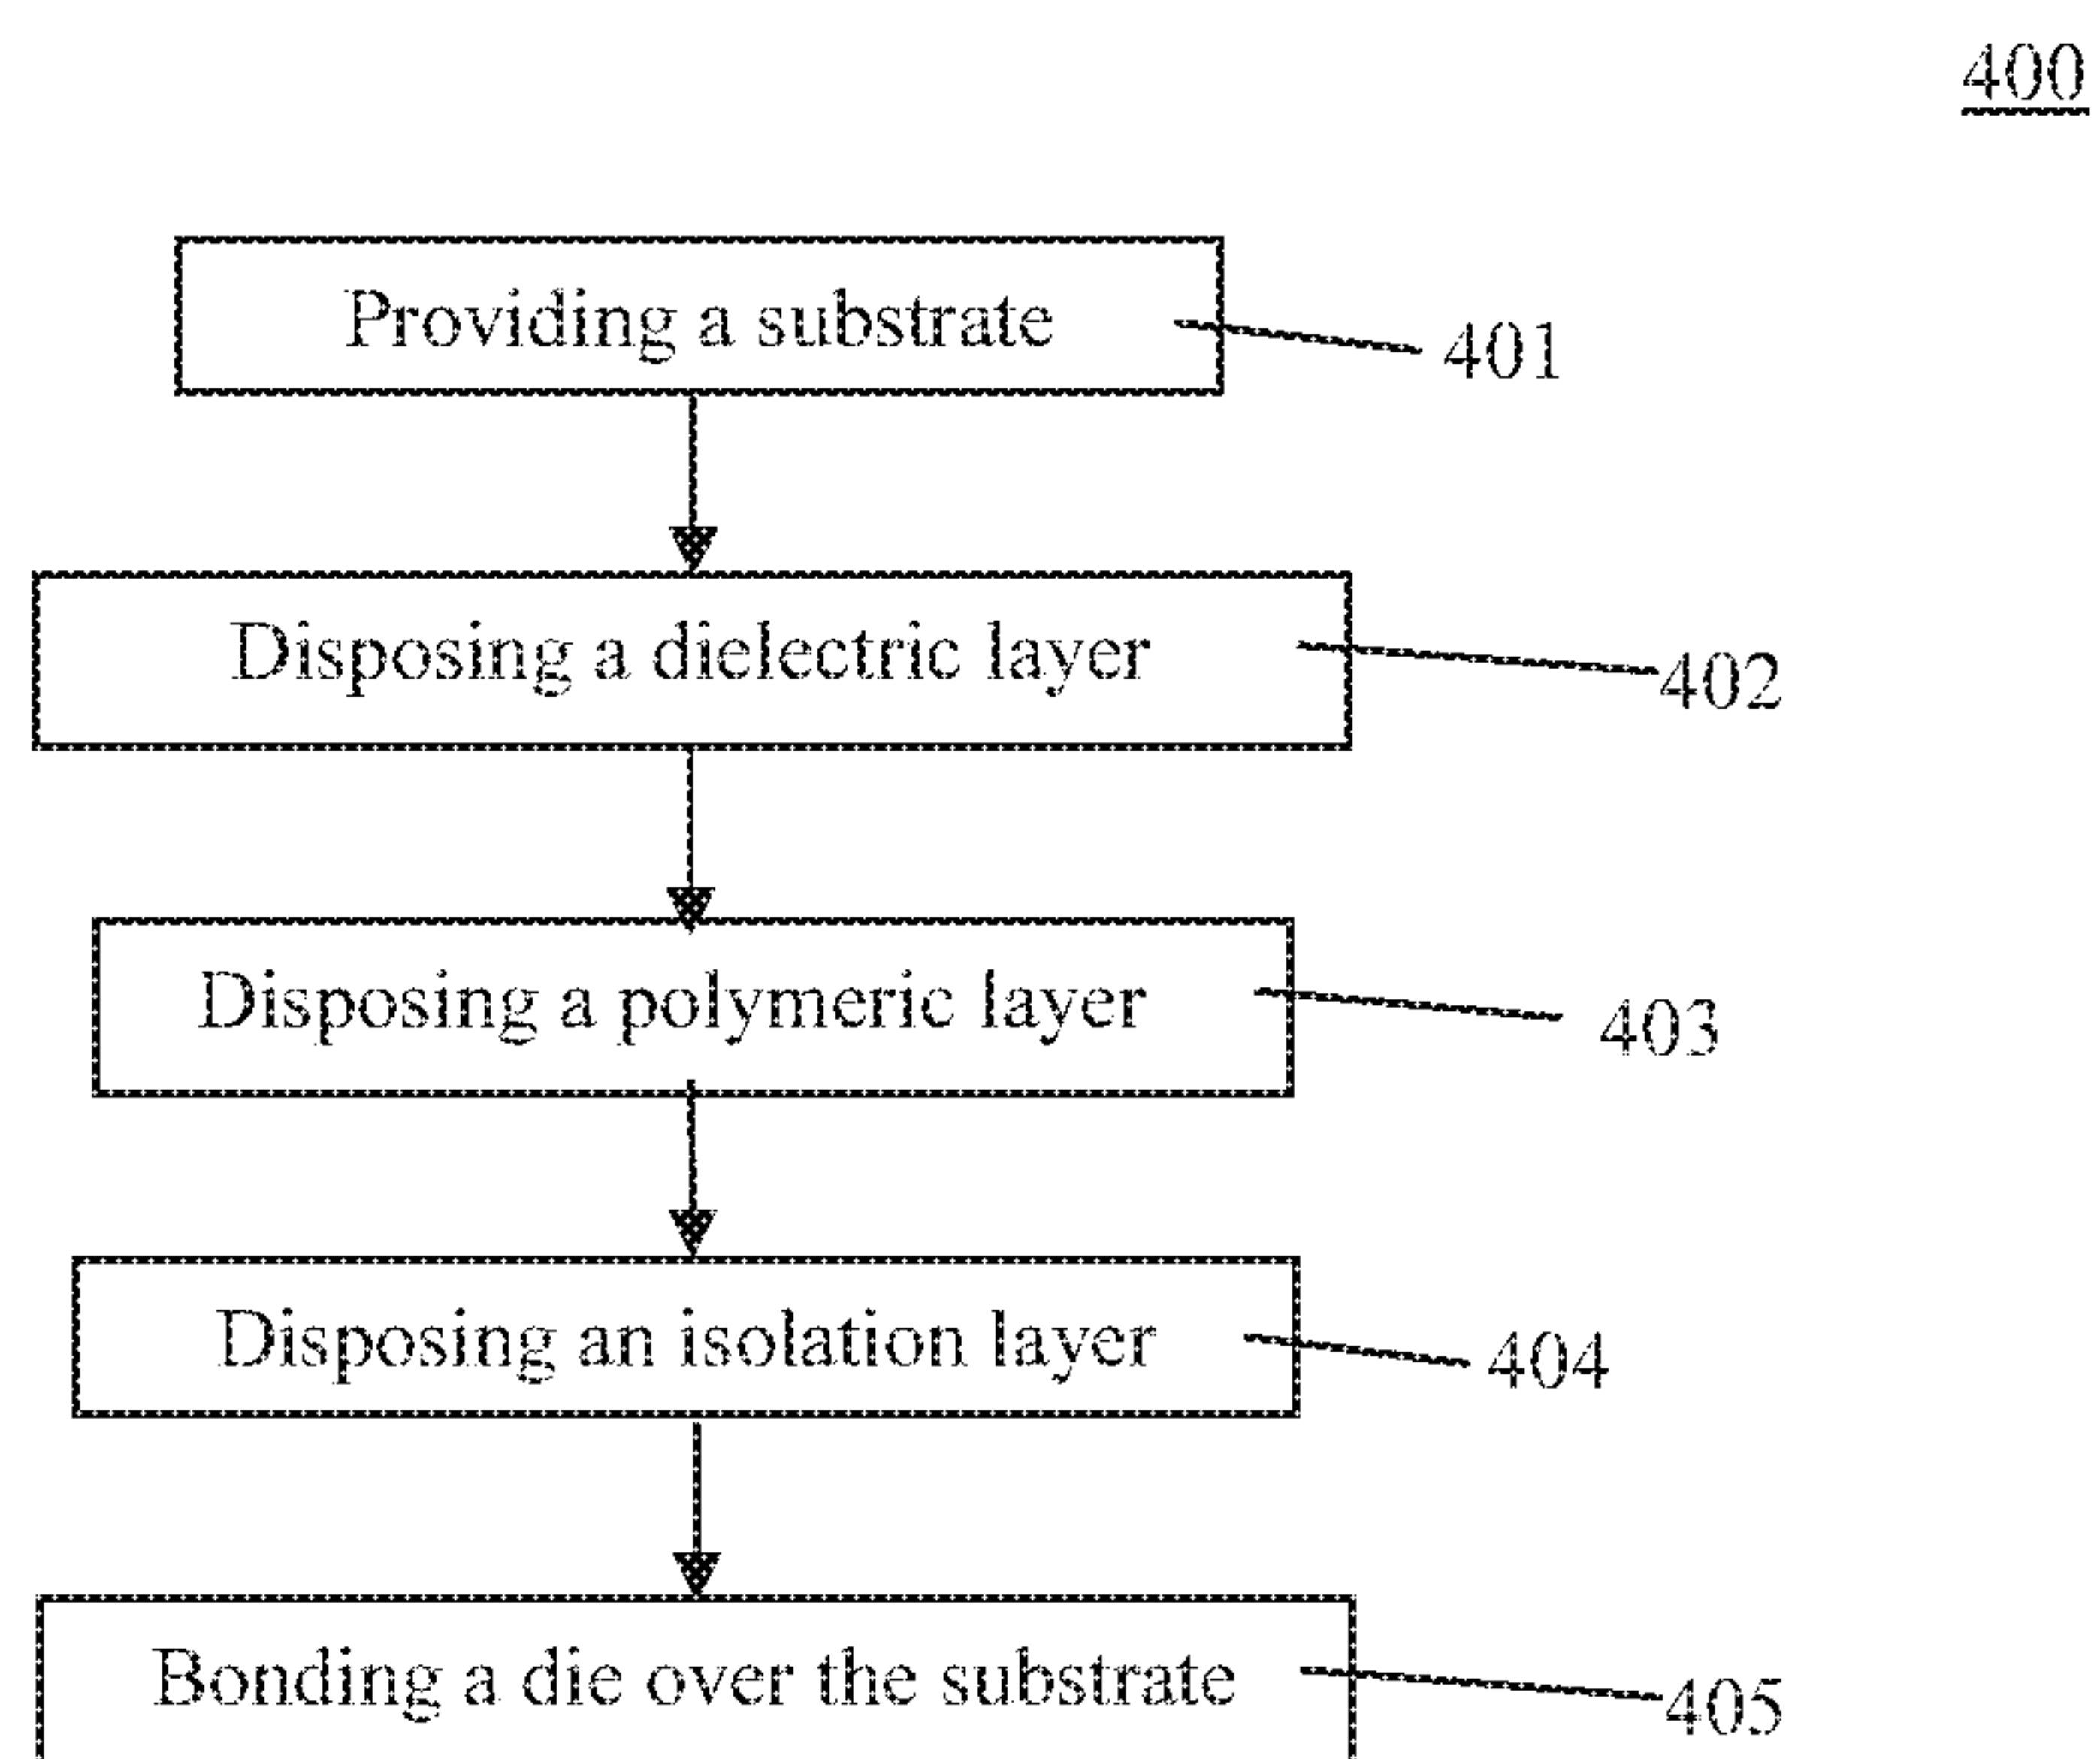 400
Providing a substrate
401
Disposing a dielectric layer
402
Disposing a polymeric layer
403
Disposing an isolation layer
404
Bonding a die over the substrate
405